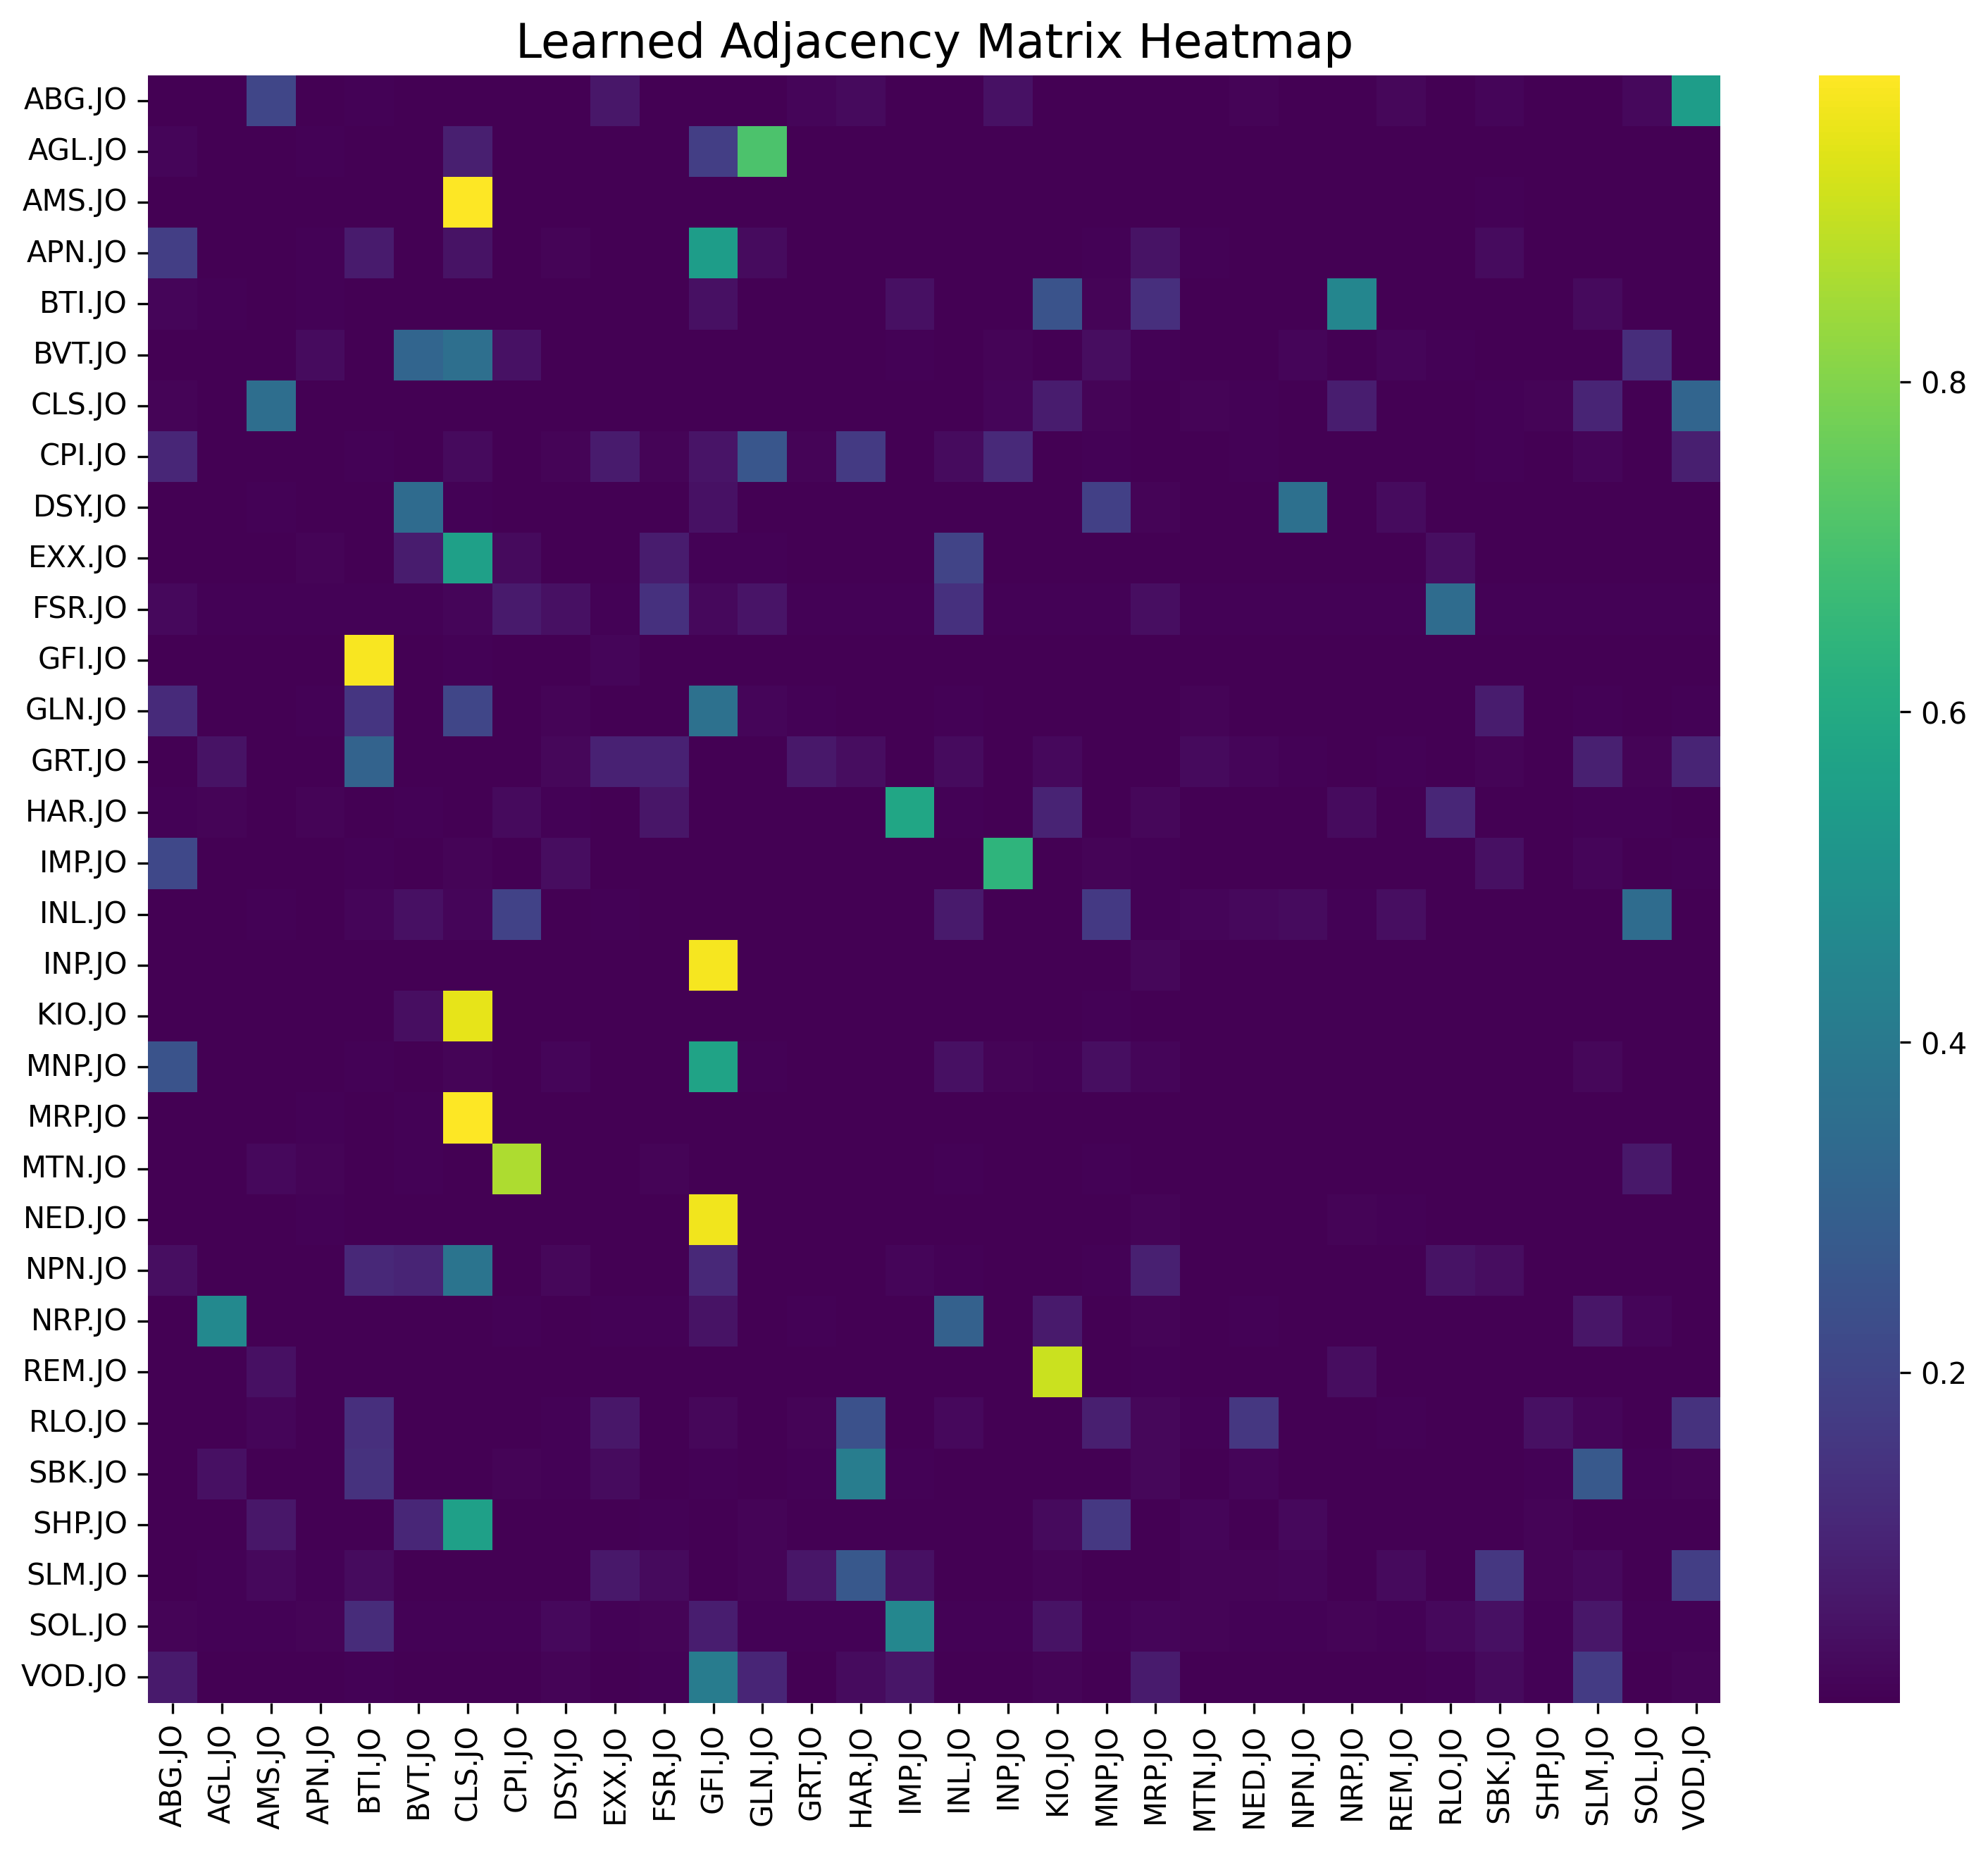 Learned Adjacency Matrix Heatmap
ABG.JO
AGL.JO
AMS.JO
APN.JO
BTI.JO
BVT.JO
CLS.JO
CPI.JO
DSY.JO
EXX.JO
FSR.JO
GFI.JO
GLN.JO
GRT.JO
HAR.JO
IMP.JO
INL.JO
INP.JO
KIO.JO
MNP.JO
MRP.JO
MTN.JO
NED.JO
NPN.JO
NRP.JO
REM.JO
RLO.JO
SBK.JO
SHP.JO
SLM.JO
SOL.JO
VOD.JO
ABG.JO
AGL.JO
AMS.JO
APN.JO
BTI.JO
BVT.JO
CLS.JO
CPI.JO
DSY.JO
EXX.JO
FSR.JO
GFI.JO
GLN.JO
GRT.JO
HAR.JO
IMP.JO
INL.JO
INP.JO
KIO.JO
MNP.JO
MRP.JO
MTN.JO
NED.JO
NPN.JO
NRP.JO
REM.JO
RLO.JO
SBK.JO
SHP.JO
SLM.JO
SOL.JO
VOD.JO
0.8
0.6
0.4
0.2